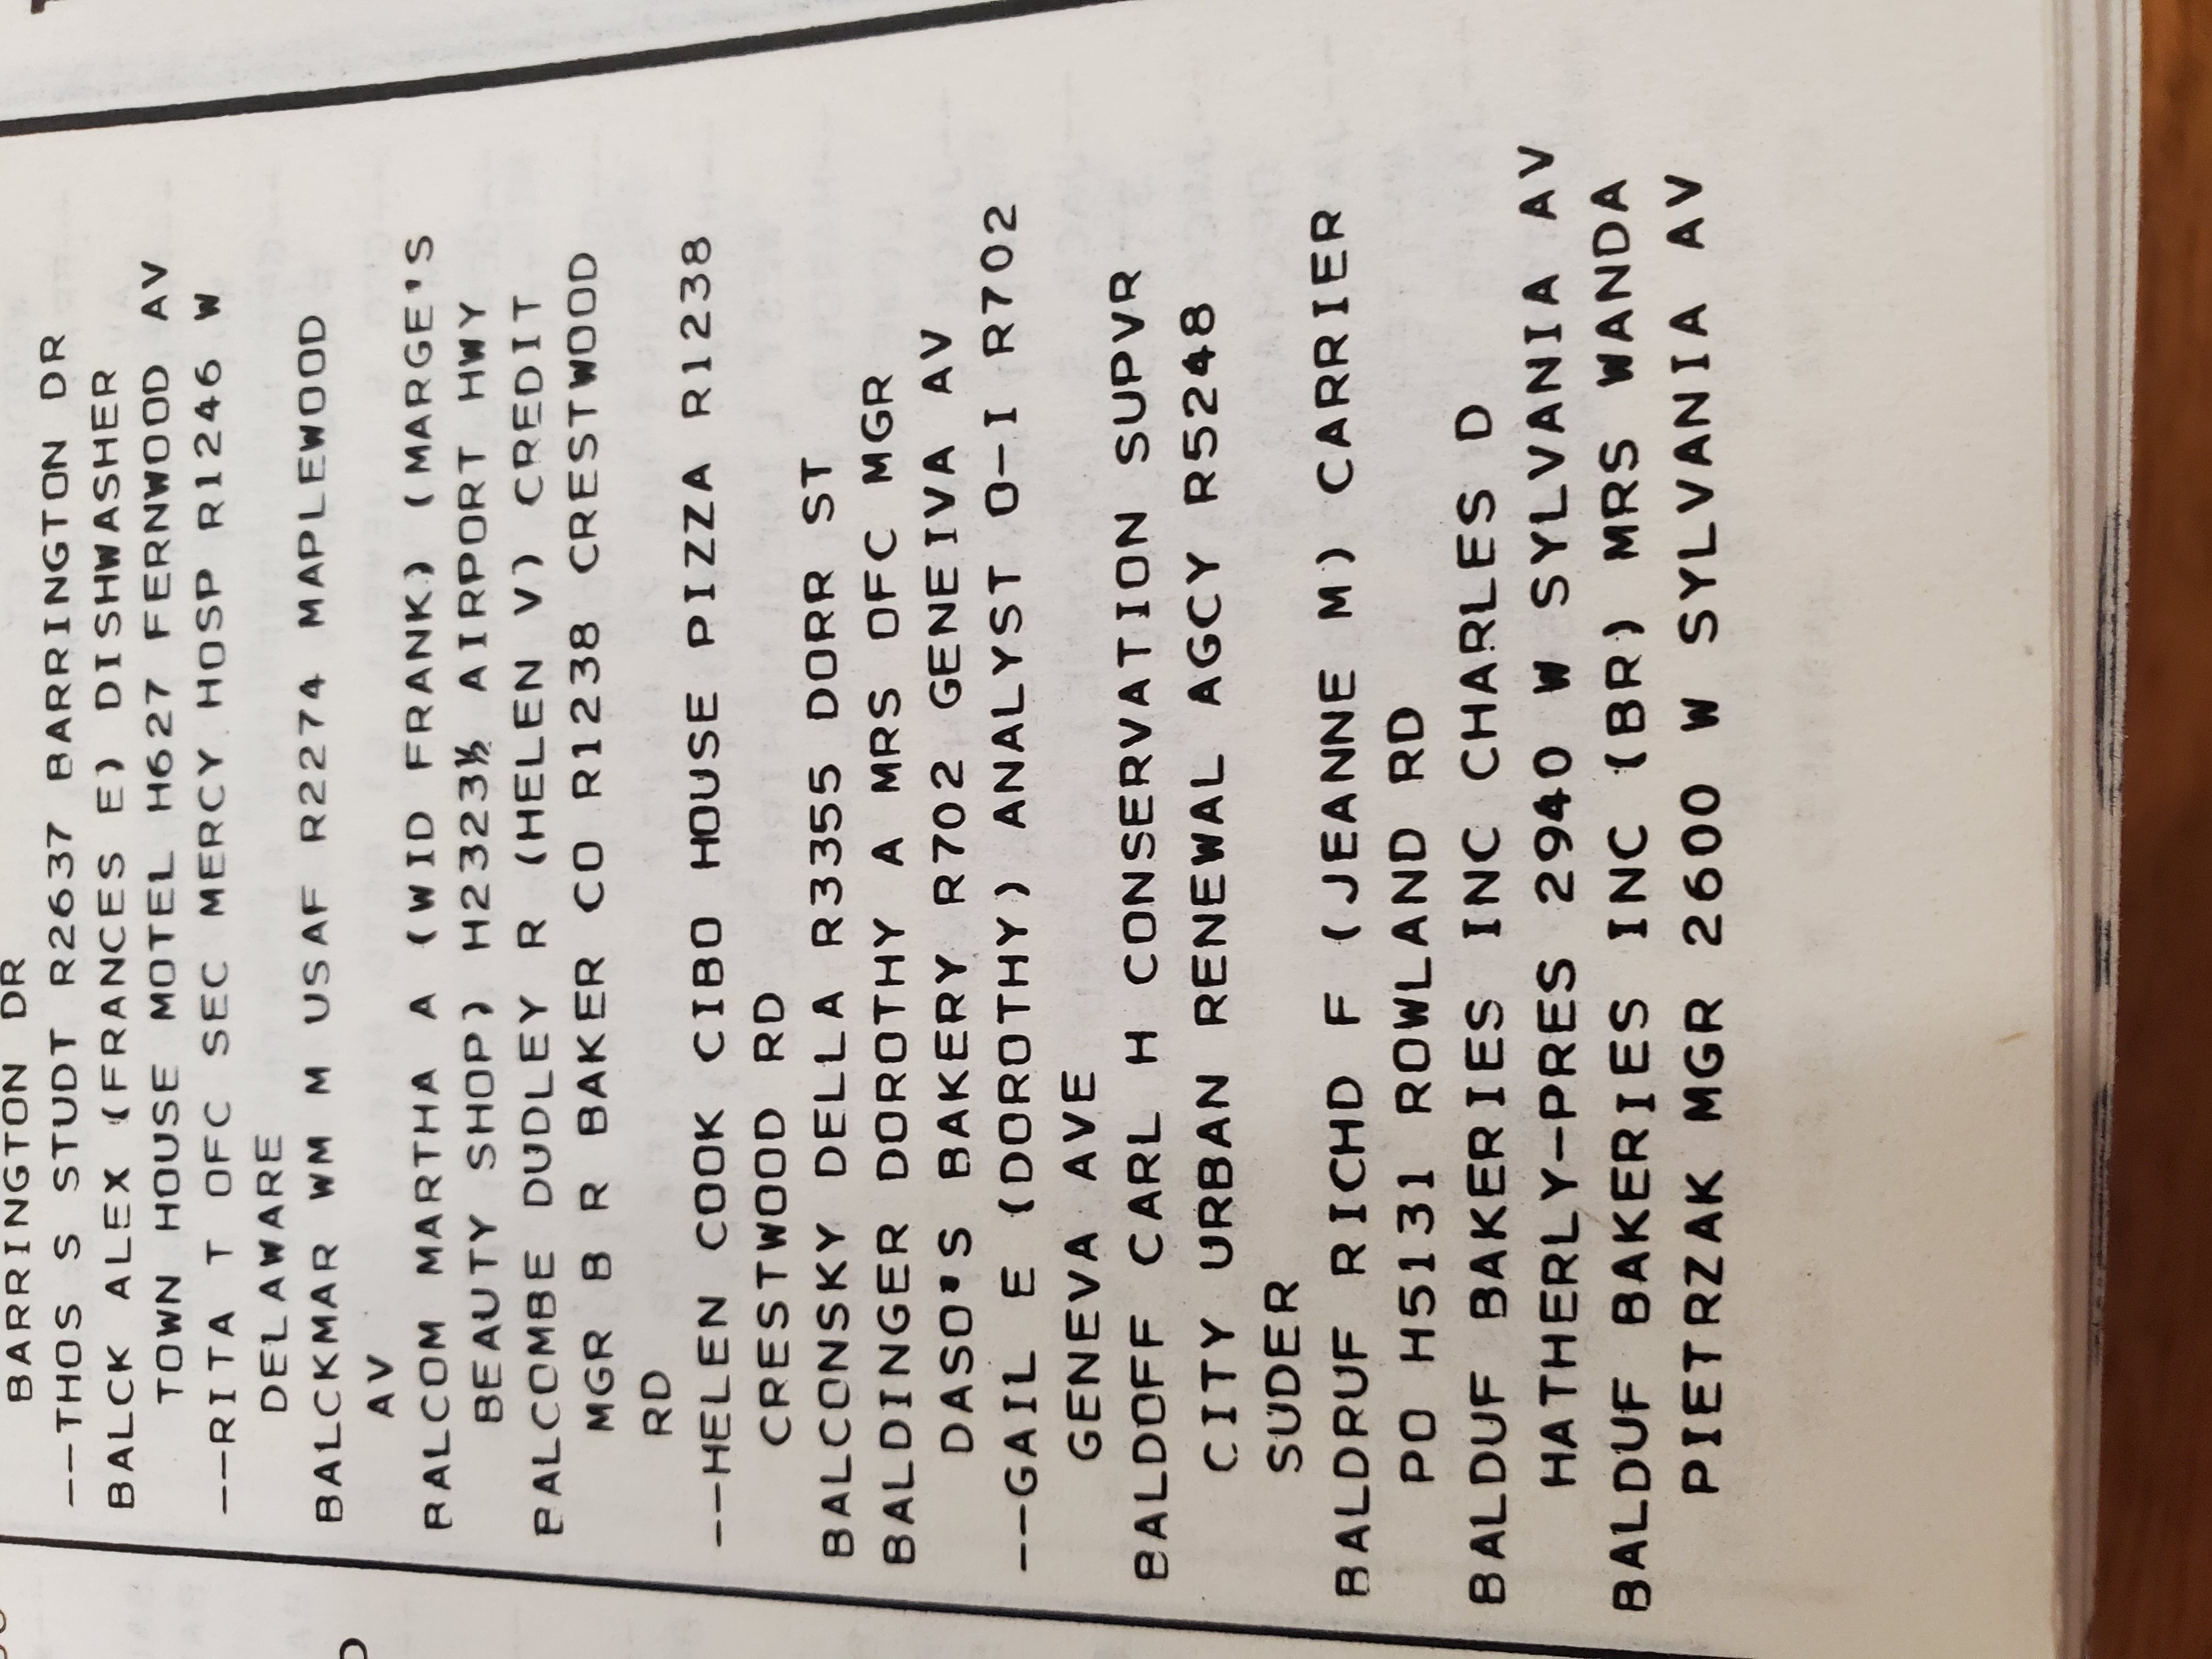 BARRINGTON DR
--THOS S STUDT R2637 BARRINGTON DR
BALCK ALEX (FRANCES E) DISHWASHER
TOWN HOUSE MOTEL H627 FERNWOOD AV
--RITA T OFC SEC MERCY HOSP R1246 W
DELAWARE
BALCKMAR WM M USAF R2274 MAPLEWOOD
AV
BALCOM MARTHA A (WID FRANK) (MARGE'S
BEAUTY SHOP) H2323½ AIRPORT HWY
BALCOMBE DUDLEY R (HELEN V) CREDIT
MGR B R BAKER CO R1238 CRESTWOOD
RD
--HELEN COOK CIBO HOUSE PIZZA R1238
CRESTWOOD RD
BALCONSKY DELLA R3355 DORR ST
BALDINGER DOROTHY A MRS OFC MGR
DASO'S BAKERY R702 GENEIVA AV
--GAIL E (DOROTHY) ANALYST O-I R702
GENEVA AVE
BALDOFF CARL H CONSERVATION SUPVR
CITY URBAN RENEWAL AGCY R5248
SUDER
BALDRUF RICHD F (JEANNE M) CARRIER
PO H5131 ROWLAND RD
BALDUF BAKERIES INC CHARLES D
HATHERLY-PRES 2940 W SYLVANIA AV
BALDUF BAKERIES INC (BR) MRS WANDA
PIETRZAK MGR 2600 W SYLVANIA AV